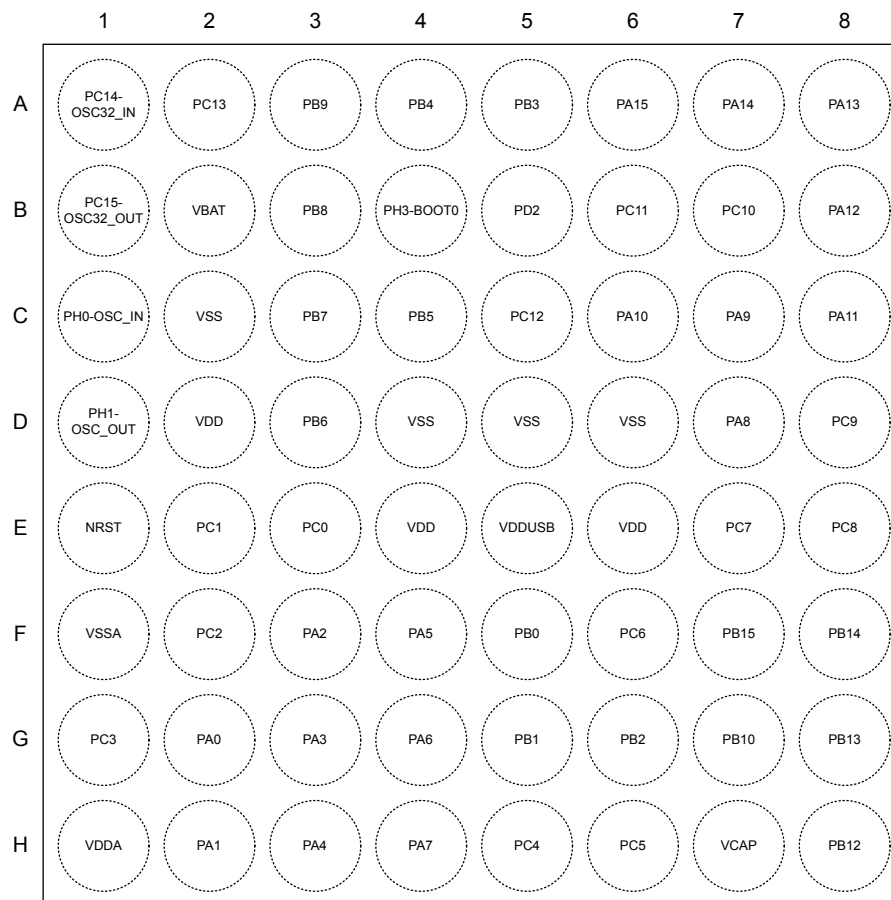 1 2 3 4 5 6 7 8
A PC14-OSC32_IN PC13 PB9 PB4 PB3 PA15 PA14 PA13
B PC15-OSC32_OUT VBAT PB8 PH3-BOOT0 PD2 PC11 PC10 PA12
C PH0-OSC_IN VSS PB7 PB5 PC12 PA10 PA9 PA11
D PH1-OSC_OUT VDD PB6 VSS VSS VSS PA8 PC9
E NRST PC1 PC0 VDD VDDUSB VDD PC7 PC8
F VSSA PC2 PA2 PA5 PB0 PC6 PB15 PB14
G PC3 PA0 PA3 PA6 PB1 PB2 PB10 PB13
H VDDA PA1 PA4 PA7 PC4 PC5 VCAP PB12